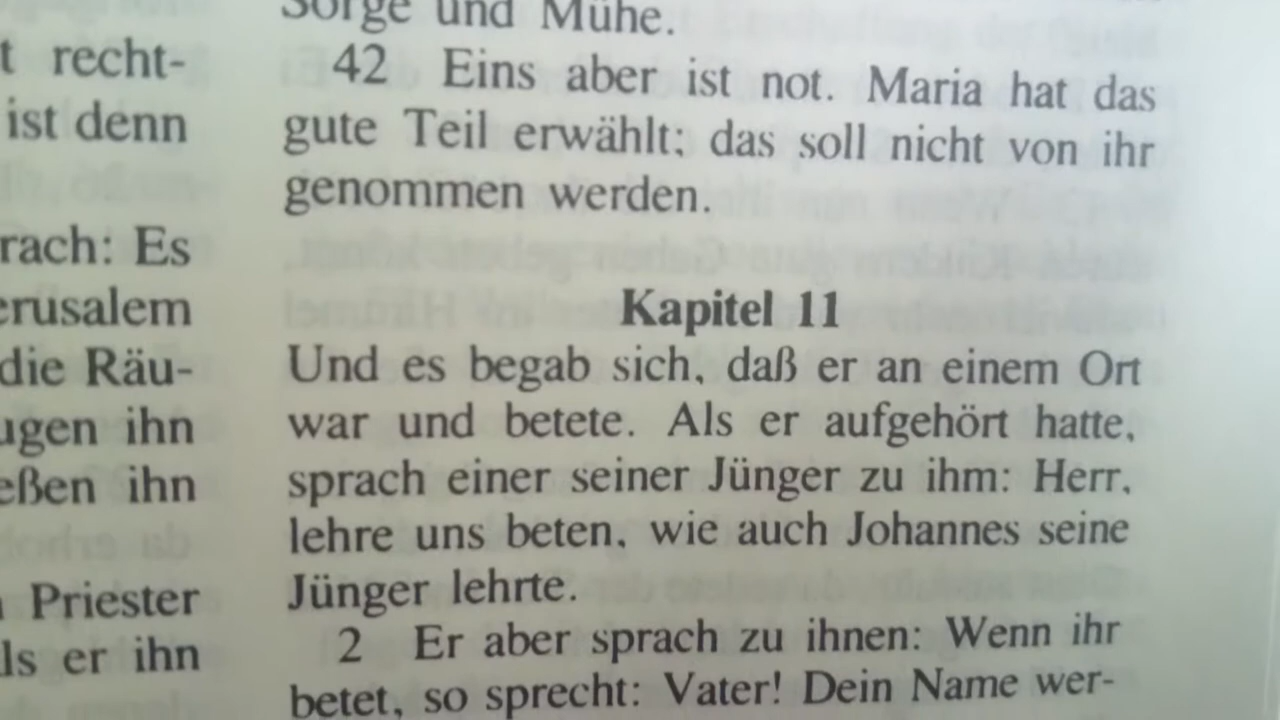 t recht-
ist denn
rach: Es
erusalem
die Räu-
ugen ihn
eßen ihn
Priester
ls er ihn
Sorge und Mühe.
42 Eins aber ist not. Maria hat das
gute Teil erwählt; das soll nicht von ihr
genommen werden.
Kapitel 11
Und es begab sich, daß er an einem Ort
war und betete. Als er aufgehört hatte,
sprach einer seiner Jünger zu ihm: Herr,
lehre uns beten, wie auch Johannes seine
Jünger lehrte.
2 Er aber sprach zu ihnen: Wenn ihr
betet, so sprecht: Vater! Dein Name wer-